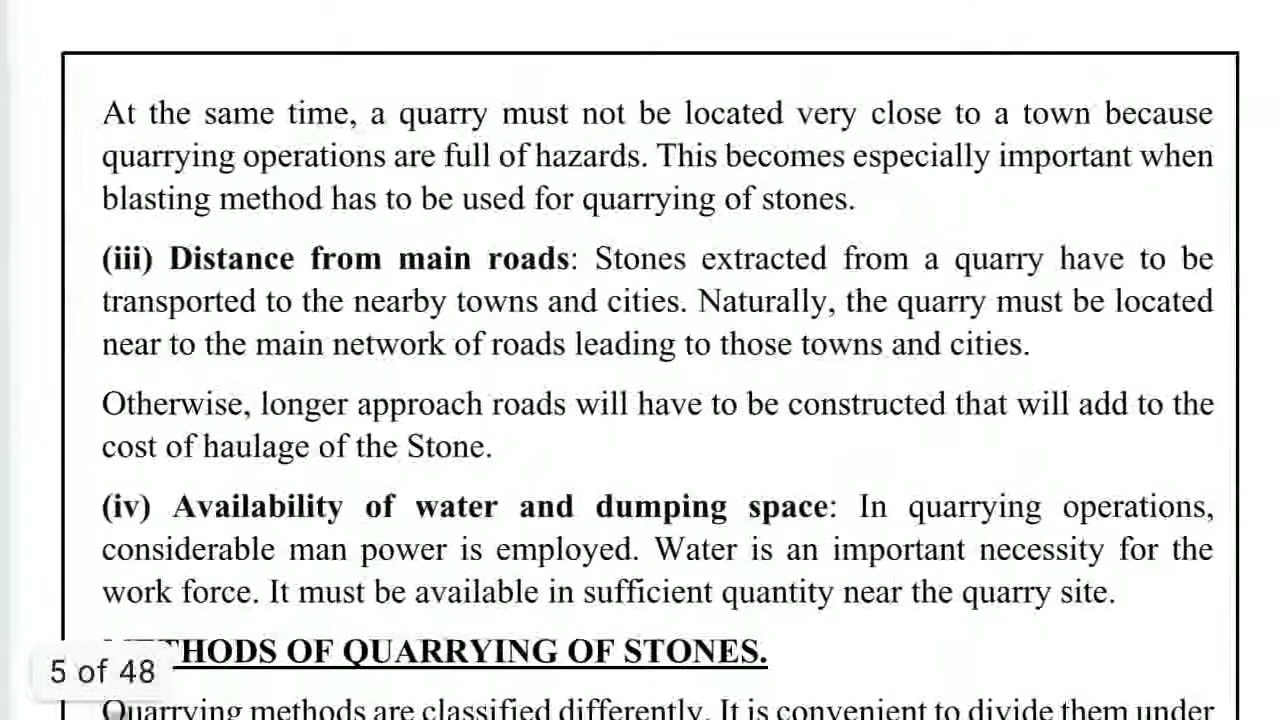 At the same time, a quarry must not be located very close to a town because
quarrying operations are full of hazards. This becomes especially important when
blasting method has to be used for quarrying of stones.
(iii) Distance from main roads: Stones extracted from a quarry have to be
transported to the nearby towns and cities. Naturally, the quarry must be located
near to the main network of roads leading to those towns and cities.
Otherwise, longer approach roads will have to be constructed that will add to the
cost of haulage of the Stone.
(iv) Availability of water and dumping space: In quarrying operations,
considerable man power is employed. Water is an important necessity for the
work force. It must be available in sufficient quantity near the quarry site.
HODS OF QUARRYING OF STONES.
5 of 48
Quarrying methods are classified differently. It is convenient to divide them under